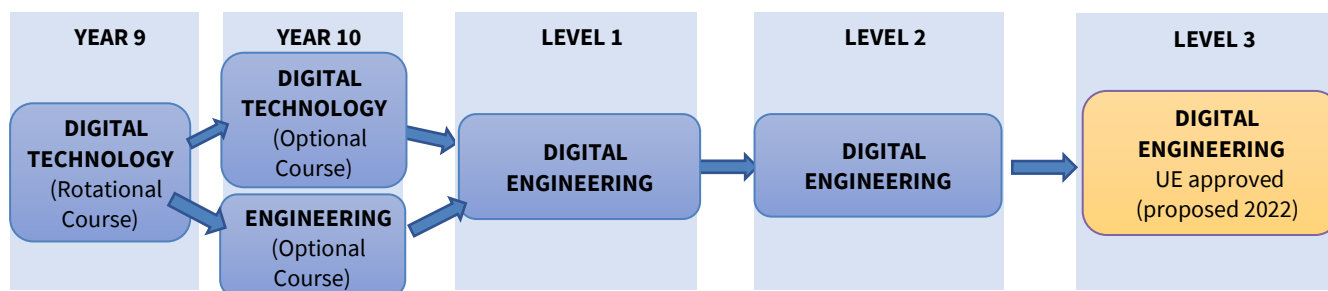 YEAR 9
YEAR 10
LEVEL 1
LEVEL 2
LEVEL 3
DIGITAL
TECHNOLOGY
(Rotational
Course)
DIGITAL
TECHNOLOGY
(Optional
Course)
ENGINEERING
(Optional
Course)
DIGITAL
ENGINEERING
DIGITAL
ENGINEERING
DIGITAL
ENGINEERING
UE approved
(proposed 2022)